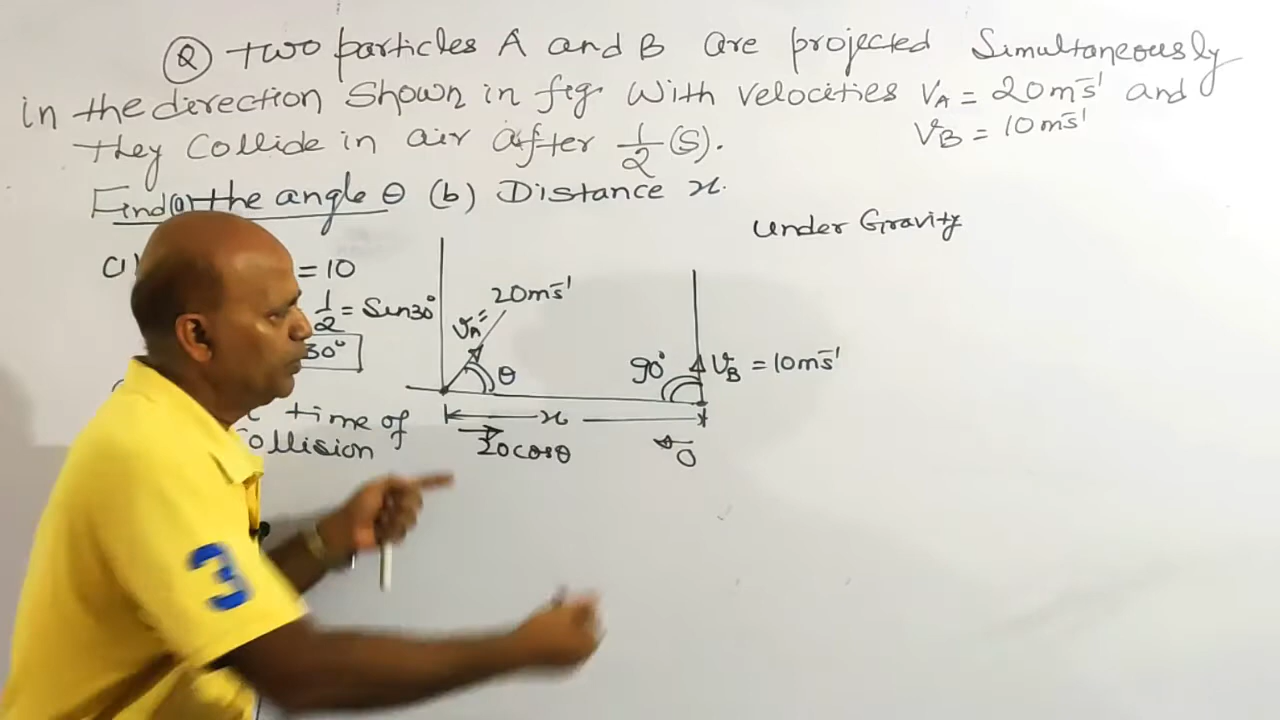 Q Two particles A and B are projected Simultaneously
in the direction Shown in fig. With velocities VA = 20ms⁻¹ and
they Collide in air after 1/2 (S). VB = 10ms⁻¹
Find (a) the angle θ (b) Distance x.
Under Gravity
= 10
1/2 = Sin30°
30°
time of
Collision
VA = 20ms⁻¹
θ
90°
VB = 10ms⁻¹
x
20cosθ
0
3